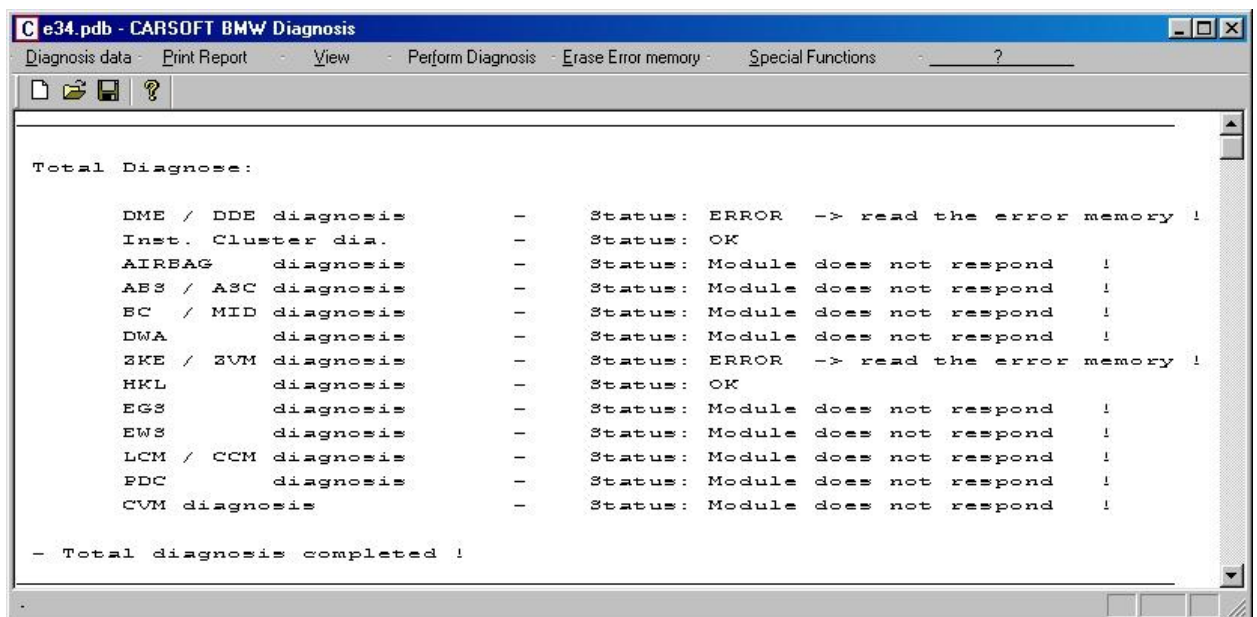 C e34.pdb - CARSOFT BMW Diagnosis
Diagnosis data - Print Report - View - Perform Diagnosis - Erase Error memory - Special Functions - ?
Total Diagnose:
DME / DDE diagnosis - Status: ERROR -> read the error memory !
Inst. Cluster dia. - Status: OK
AIRBAG diagnosis - Status: Module does not respond !
ABS / ASC diagnosis - Status: Module does not respond !
BC / MID diagnosis - Status: Module does not respond !
DWA diagnosis - Status: Module does not respond !
ZKE / ZVM diagnosis - Status: ERROR -> read the error memory !
HKL diagnosis - Status: OK
EGS diagnosis - Status: Module does not respond !
EWS diagnosis - Status: Module does not respond !
LCM / CCM diagnosis - Status: Module does not respond !
PDC diagnosis - Status: Module does not respond !
CVM diagnosis - Status: Module does not respond !
- Total diagnosis completed !